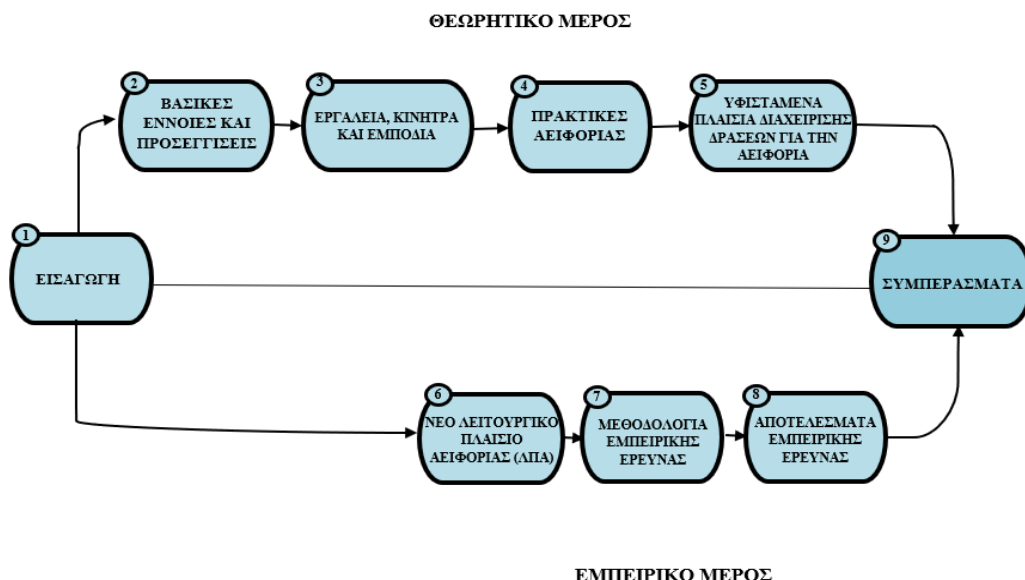 ΘΕΩΡΗΤΙΚΟ ΜΕΡΟΣ
2
ΒΑΣΙΚΕΣ
ΕΝΝΟΙΕΣ ΚΑΙ
ΠΡΟΣΕΓΓΙΣΕΙΣ
3
ΕΡΓΑΛΕΙΑ, ΚΙΝΗΤΡΑ
ΚΑΙ ΕΜΠΟΔΙΑ
4
ΠΡΑΚΤΙΚΕΣ
ΑΕΙΦΟΡΙΑΣ
5
ΥΦΙΣΤΑΜΕΝΑ
ΠΛΑΙΣΙΑ ΔΙΑΧΕΙΡΙΣΗΣ
ΔΡΑΣΕΩΝ ΓΙΑ ΤΗΝ
ΑΕΙΦΟΡΙΑ
1
ΕΙΣΑΓΩΓΗ
9
ΣΥΜΠΕΡΑΣΜΑΤΑ
6
ΝΕΟ ΛΕΙΤΟΥΡΓΙΚΟ
ΠΛΑΙΣΙΟ
ΑΕΙΦΟΡΙΑΣ (ΛΠΑ)
7
ΜΕΘΟΔΟΛΟΓΙΑ
ΕΜΠΕΙΡΙΚΗΣ
ΕΡΕΥΝΑΣ
8
ΑΠΟΤΕΛΕΣΜΑΤΑ
ΕΜΠΕΙΡΙΚΗΣ
ΕΡΕΥΝΑΣ
ΕΜΠΕΙΡΙΚΟ ΜΕΡΟΣ